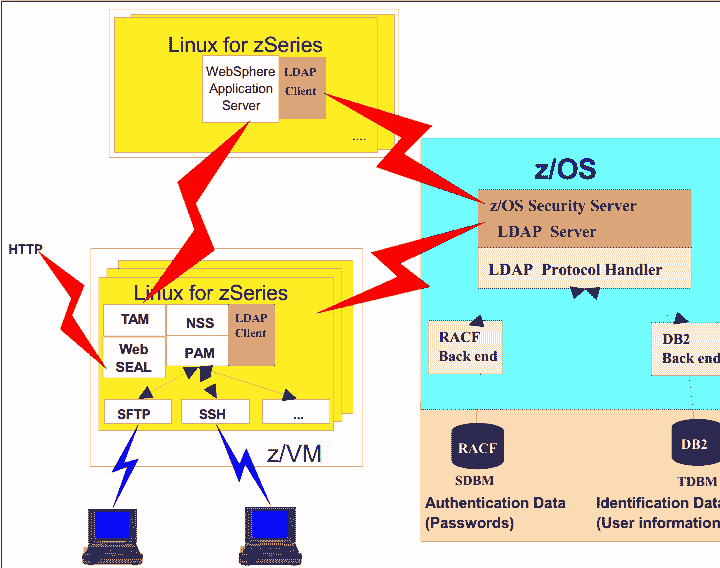 Linux for zSeries
WebSphere
Application
Server
LDAP
Client
....
z/OS
z/OS Security Server
LDAP Server
LDAP Protocol Handler
HTTP
Linux for zSeries
TAM
NSS
LDAP
Client
Web
SEAL
PAM
RACF
Back end
DB2
Back end
SFTP
SSH
...
z/VM
RACF
DB2
SDBM
TDBM
Authentication Data
(Passwords)
Identification Data
(User information